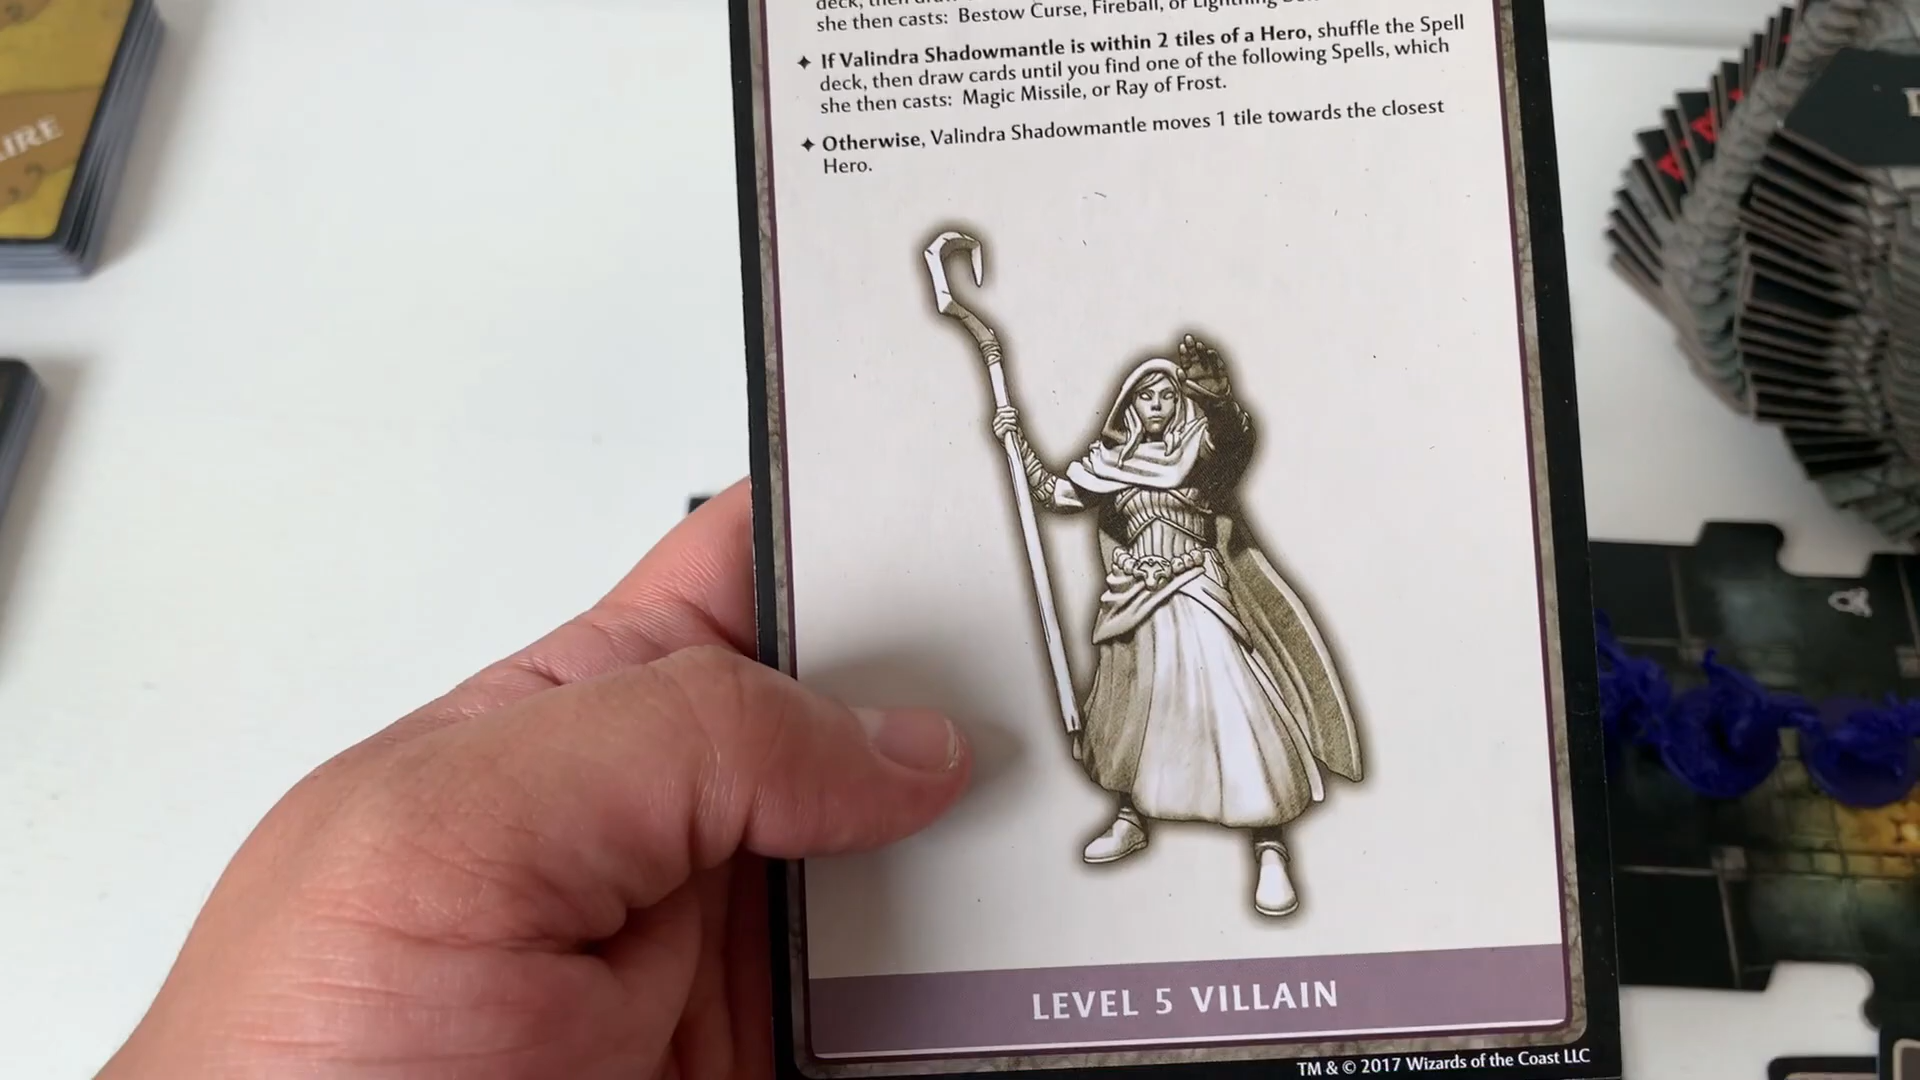 she then casts: Bestow Curse, Fireball, or Lightning
✦ If Valindra Shadowmantle is within 2 tiles of a Hero, shuffle the Spell
deck, then draw cards until you find one of the following Spells, which
she then casts: Magic Missile, or Ray of Frost.
✦ Otherwise, Valindra Shadowmantle moves 1 tile towards the closest
Hero.
LEVEL 5 VILLAIN
TM & © 2017 Wizards of the Coast LLC